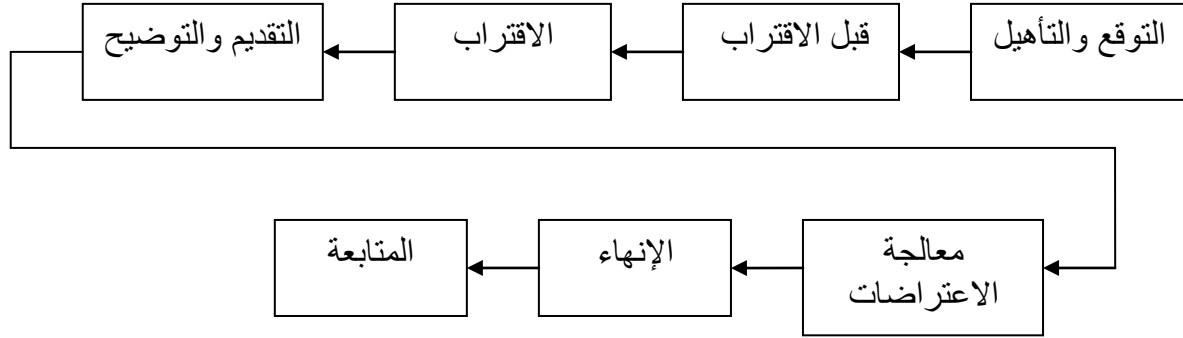 التوقع والتأهيل
قبل الاقتراب
الاقتراب
التقديم والتوضيح
معالجة
الاعتراضات
الإنهاء
المتابعة